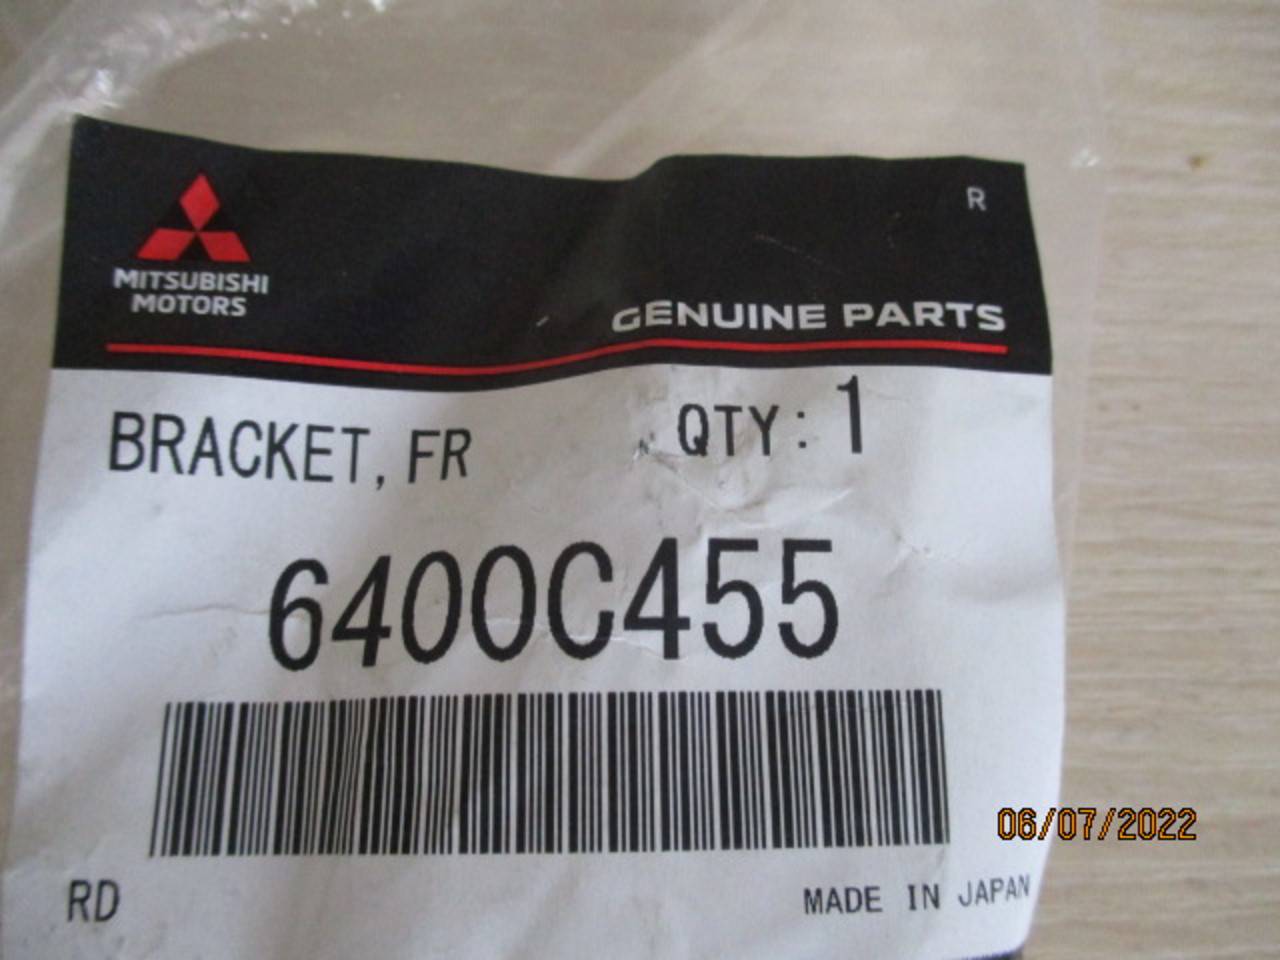 R
MITSUBISHI
MOTORS
GENUINE PARTS
BRACKET, FR
QTY: 1
6400C455
RD
MADE IN JAPAN
06/07/2022